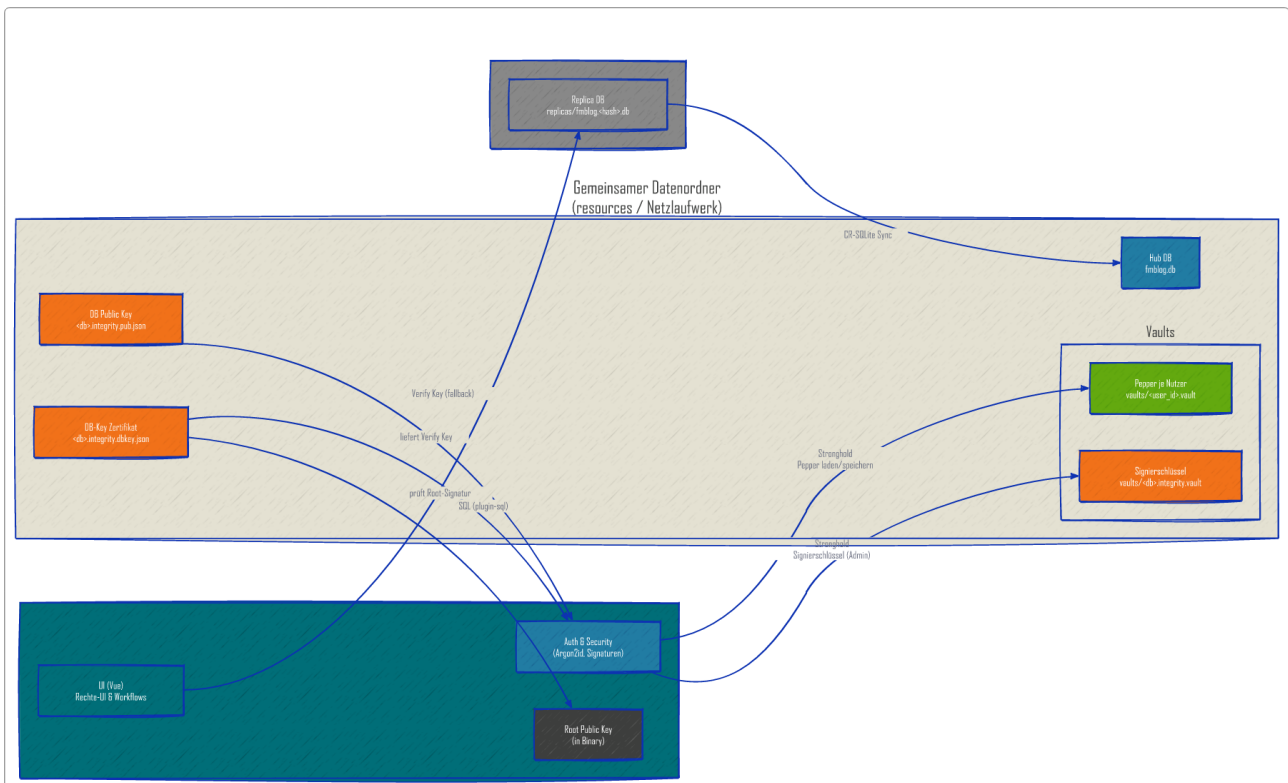 Replica DB
replicas/fmblog.<hash>.db
Gemeinsamer Datenordner
(resources / Netzlaufwerk)
CR-SQLite Sync
Hub DB
fmblog.db
DB Public Key
<db>.integrity.pub.json
Vaults
Pepper je Nutzer
vaults/<user_id>.vault
Verify Key (fallback)
DB-Key Zertifikat
<db>.integrity.dbkey.json
liefert Verify Key
Stronghold
Pepper laden/speichern
Signierschlüssel
vaults/<db>.integrity.vault
prüft Root-Signatur
SQL (plugin-sql)
Stronghold
Signierschlüssel (Admin)
Auth & Security
(Argon2id, Signaturen)
UI (Vue)
Rechte-UI & Workflows
Root Public Key
(in Binary)